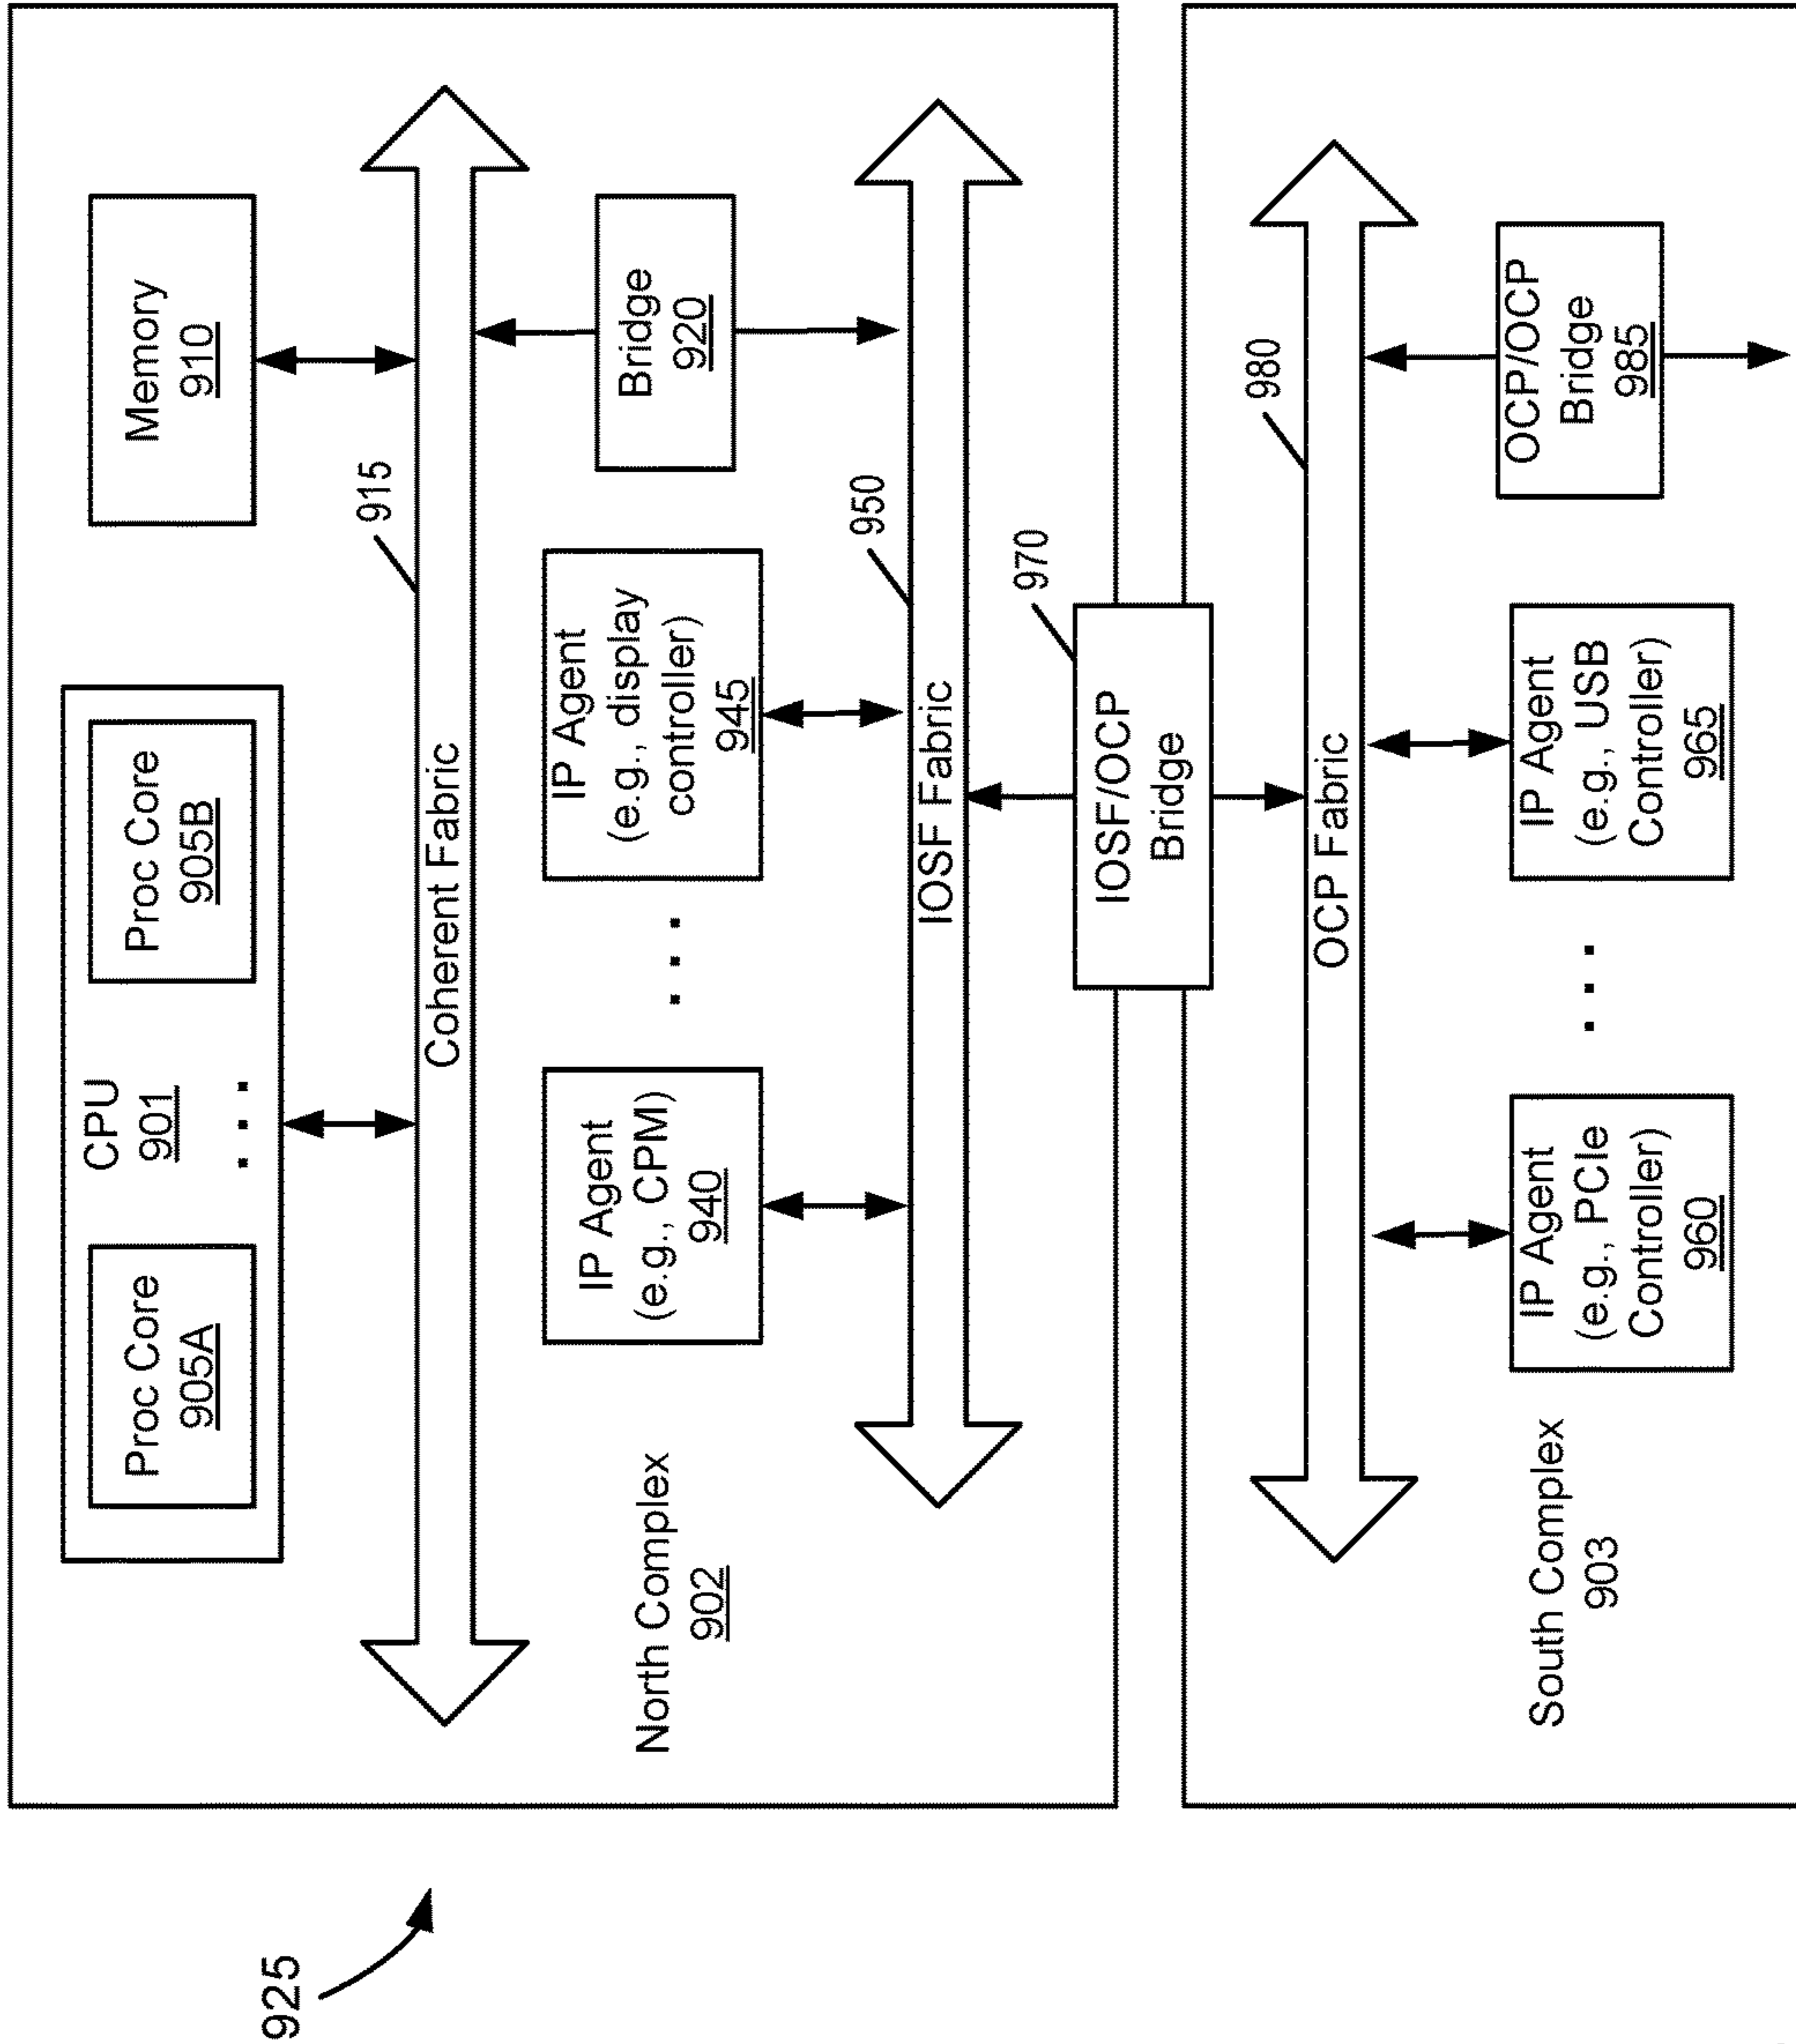 925
CPU
901
Proc Core
905A
Proc Core
905B
Memory
910
915
Coherent Fabric
North Complex
902
IP Agent
(e.g., CPM)
940
IP Agent
(e.g., display
controller)
945
Bridge
920
950
IOSF Fabric
970
IOSF/OCP
Bridge
980
OCP Fabric
South Complex
903
IP Agent
(e.g., PCIe
Controller)
960
IP Agent
(e.g., USB
Controller)
965
OCP/OCP
Bridge
985